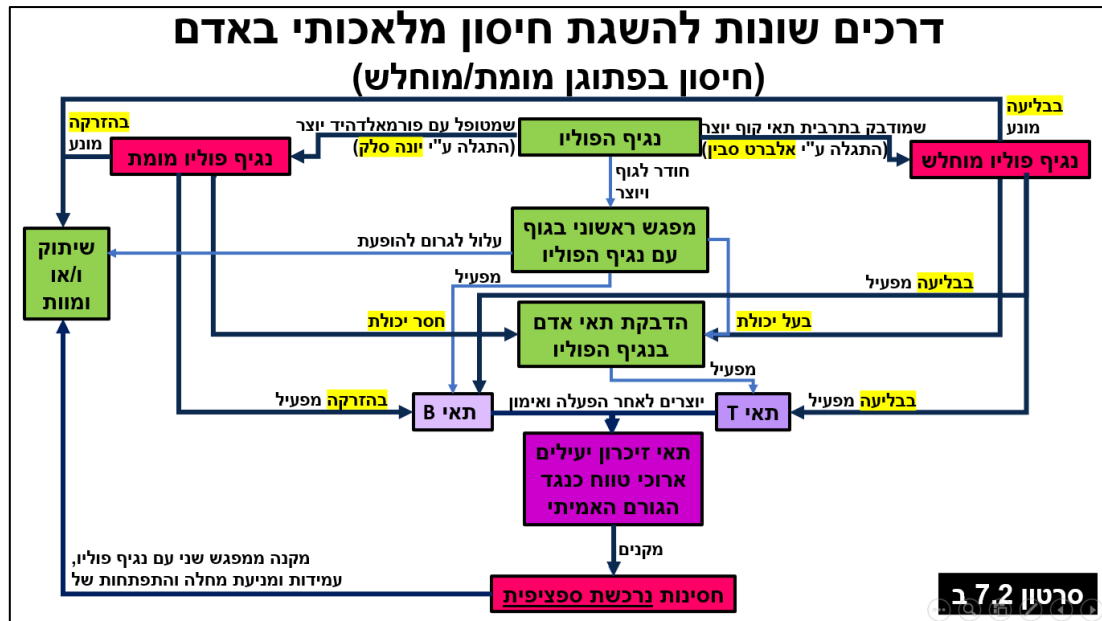 דרכים שונות להשגת חיסון מלאכותי באדם
(חיסון בפתוגן מומת/מוחלש)
בבליעה
מונע
בהזרקה
מונע
שמודבק בתרבית תאי קוף יוצר
(התגלה ע"י אלברט סבין)
נגיף הפוליו
שמטופל עם פורמאלדהיד יוצר
(התגלה ע"י יונה סלק)
נגיף פוליו מוחלש
נגיף פוליו מומת
חודר לגוף
ויוצר
מפגש ראשוני בגוף
עם נגיף הפוליו
עלול לגרום להופעת
שיתוק
ו/או
ומוות
מפעיל
בבליעה מפעיל
בעל יכולת
הדבקת תאי אדם
בנגיף הפוליו
חסר יכולת
מפעיל
בבליעה מפעיל
תאי T
יוצרים לאחר הפעלה ואימון
תאי B
בהזרקה מפעיל
תאי זיכרון יעילים
ארוכי טווח כנגד
הגורם האמיתי
מקנים
חסינות נרכשת ספציפית
מקנה ממפגש שני עם נגיף פוליו,
עמידות ומניעת מחלה והתפתחות של
סרטון 7.2 ב